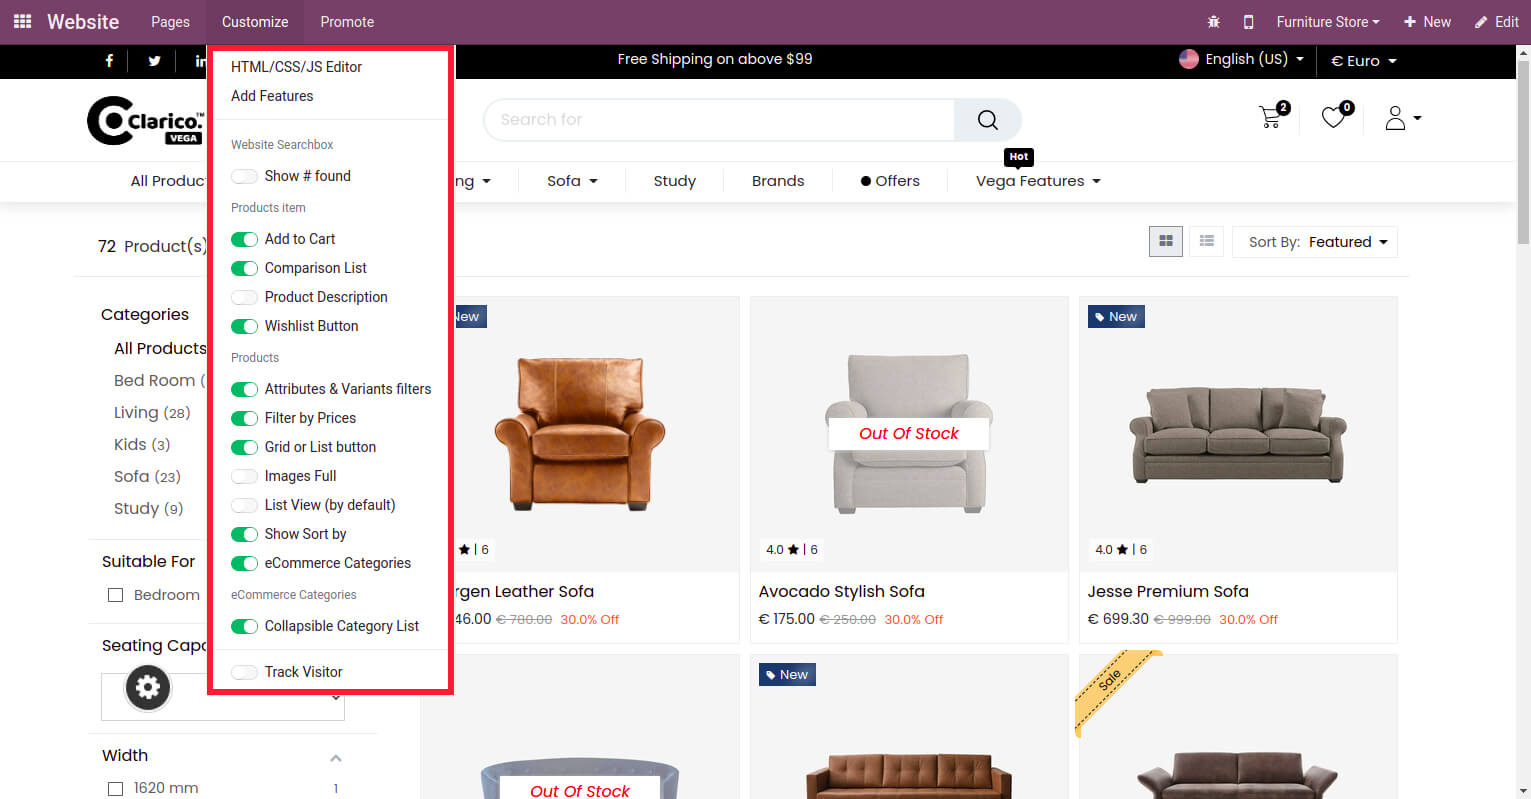 Website Pages Customize Promote Furniture Store New Edit
Free Shipping on above $99 English (US) € Euro
HTML/CSS/JS Editor
Add Features
Website Searchbox
Show # found
Products item
Add to Cart
Comparison List
Product Description
Wishlist Button
Products
Attributes & Variants filters
Filter by Prices
Grid or List button
Images Full
List View (by default)
Show Sort by
eCommerce Categories
eCommerce Categories
Collapsible Category List
Track Visitor
Clarico.™
VEGA
Search for
2
0
Hot
All Produc
ng Sofa Study Brands Offers Vega Features
72 Product(s)
Sort By: Featured
Categories
All Products
Bed Room (
Living (28)
Kids (3)
Sofa (23)
Study (9)
Suitable For
Bedroom
Seating Capa
Width
1620 mm 1
New
6
rgen Leather Sofa
46.00 € 780.00 30.0% Off
Out Of Stock
4.0 | 6
Avocado Stylish Sofa
€ 175.00 € 250.00 30.0% Off
New
4.0 | 6
Jesse Premium Sofa
€ 699.30 € 999.00 30.0% Off
Out Of Stock
New
Sale